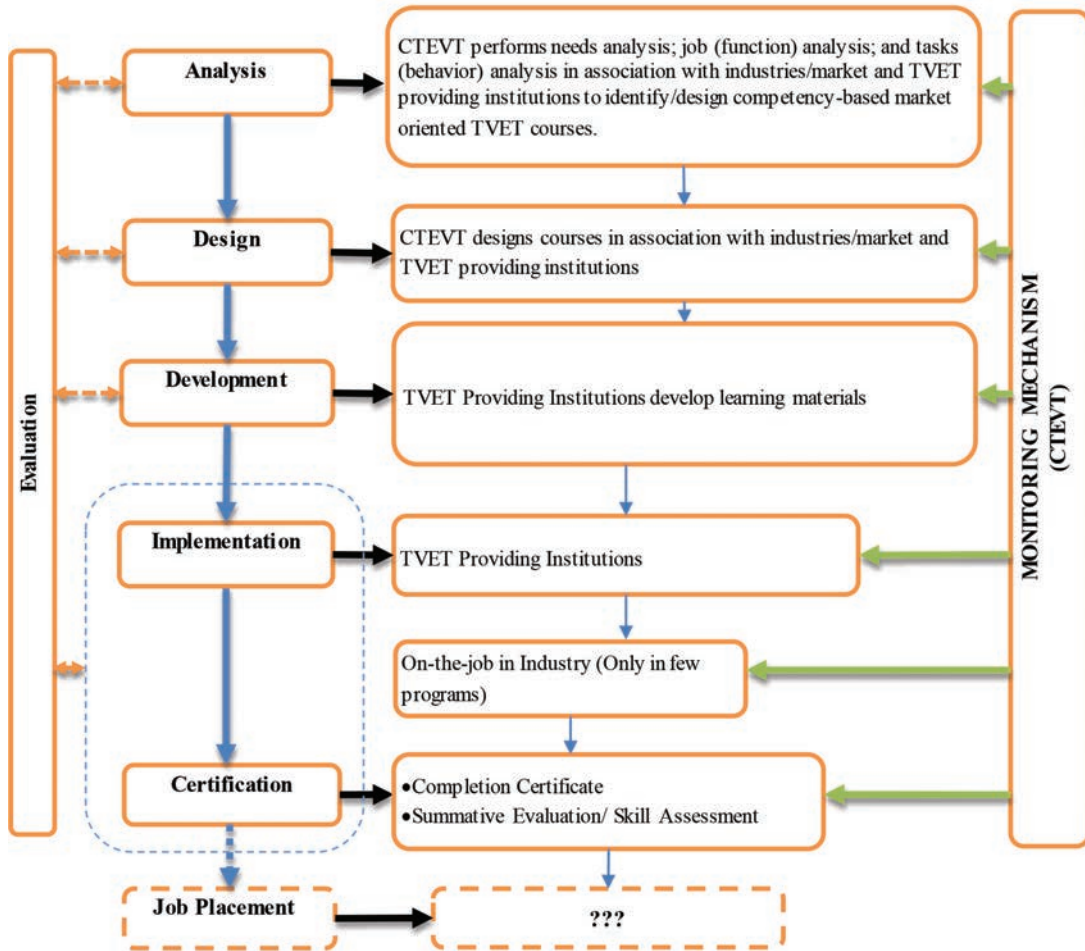 Analysis
CTEVT performs needs analysis; job (function) analysis; and tasks
(behavior) analysis in association with industries/market and TVET
providing institutions to identify/design competency-based market
oriented TVET courses.
Design
CTEVT designs courses in association with industries/market and
TVET providing institutions
Development
TVET Providing Institutions develop learning materials
Implementation
TVET Providing Institutions
On-the-job in Industry (Only in few
programs)
Certification
•Completion Certificate
•Summative Evaluation/ Skill Assessment
Job Placement
???
Evaluation
MONITORING MECHANISM
(CTEVT)